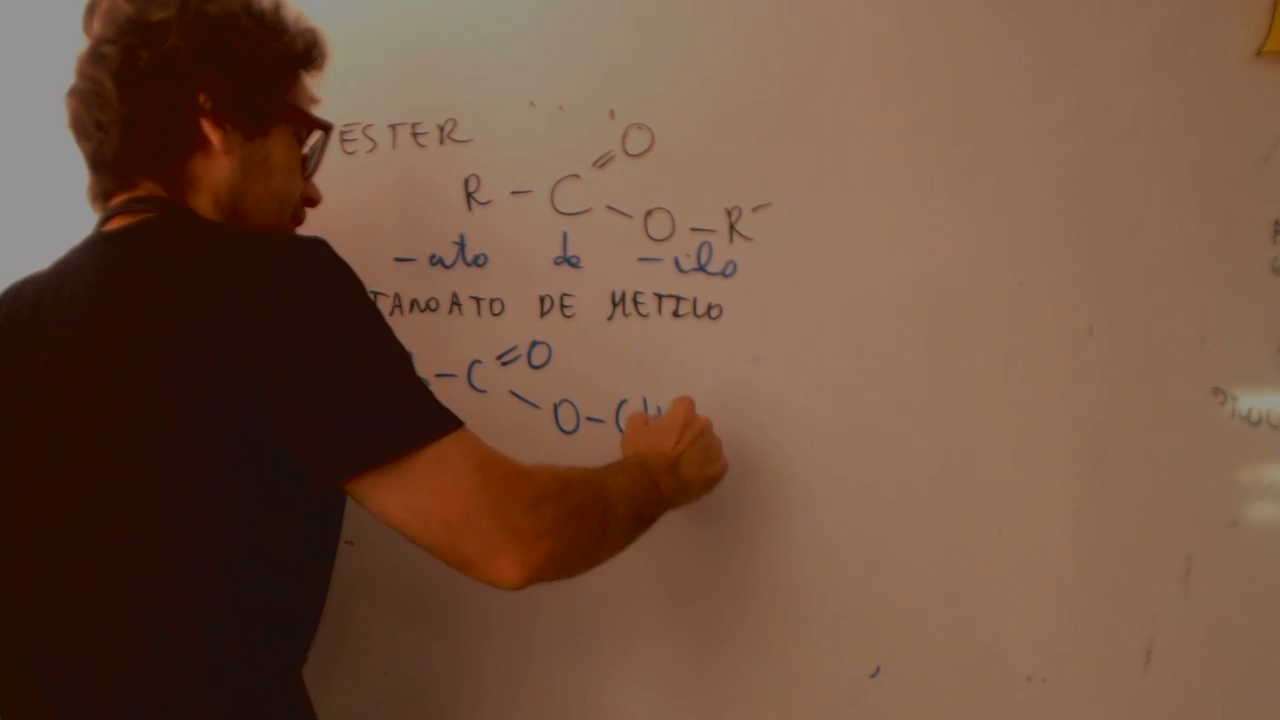 ESTER
O
R - C
O - R´
- ato de - ilo
TANOATO DE METILO
- C = O
O - C